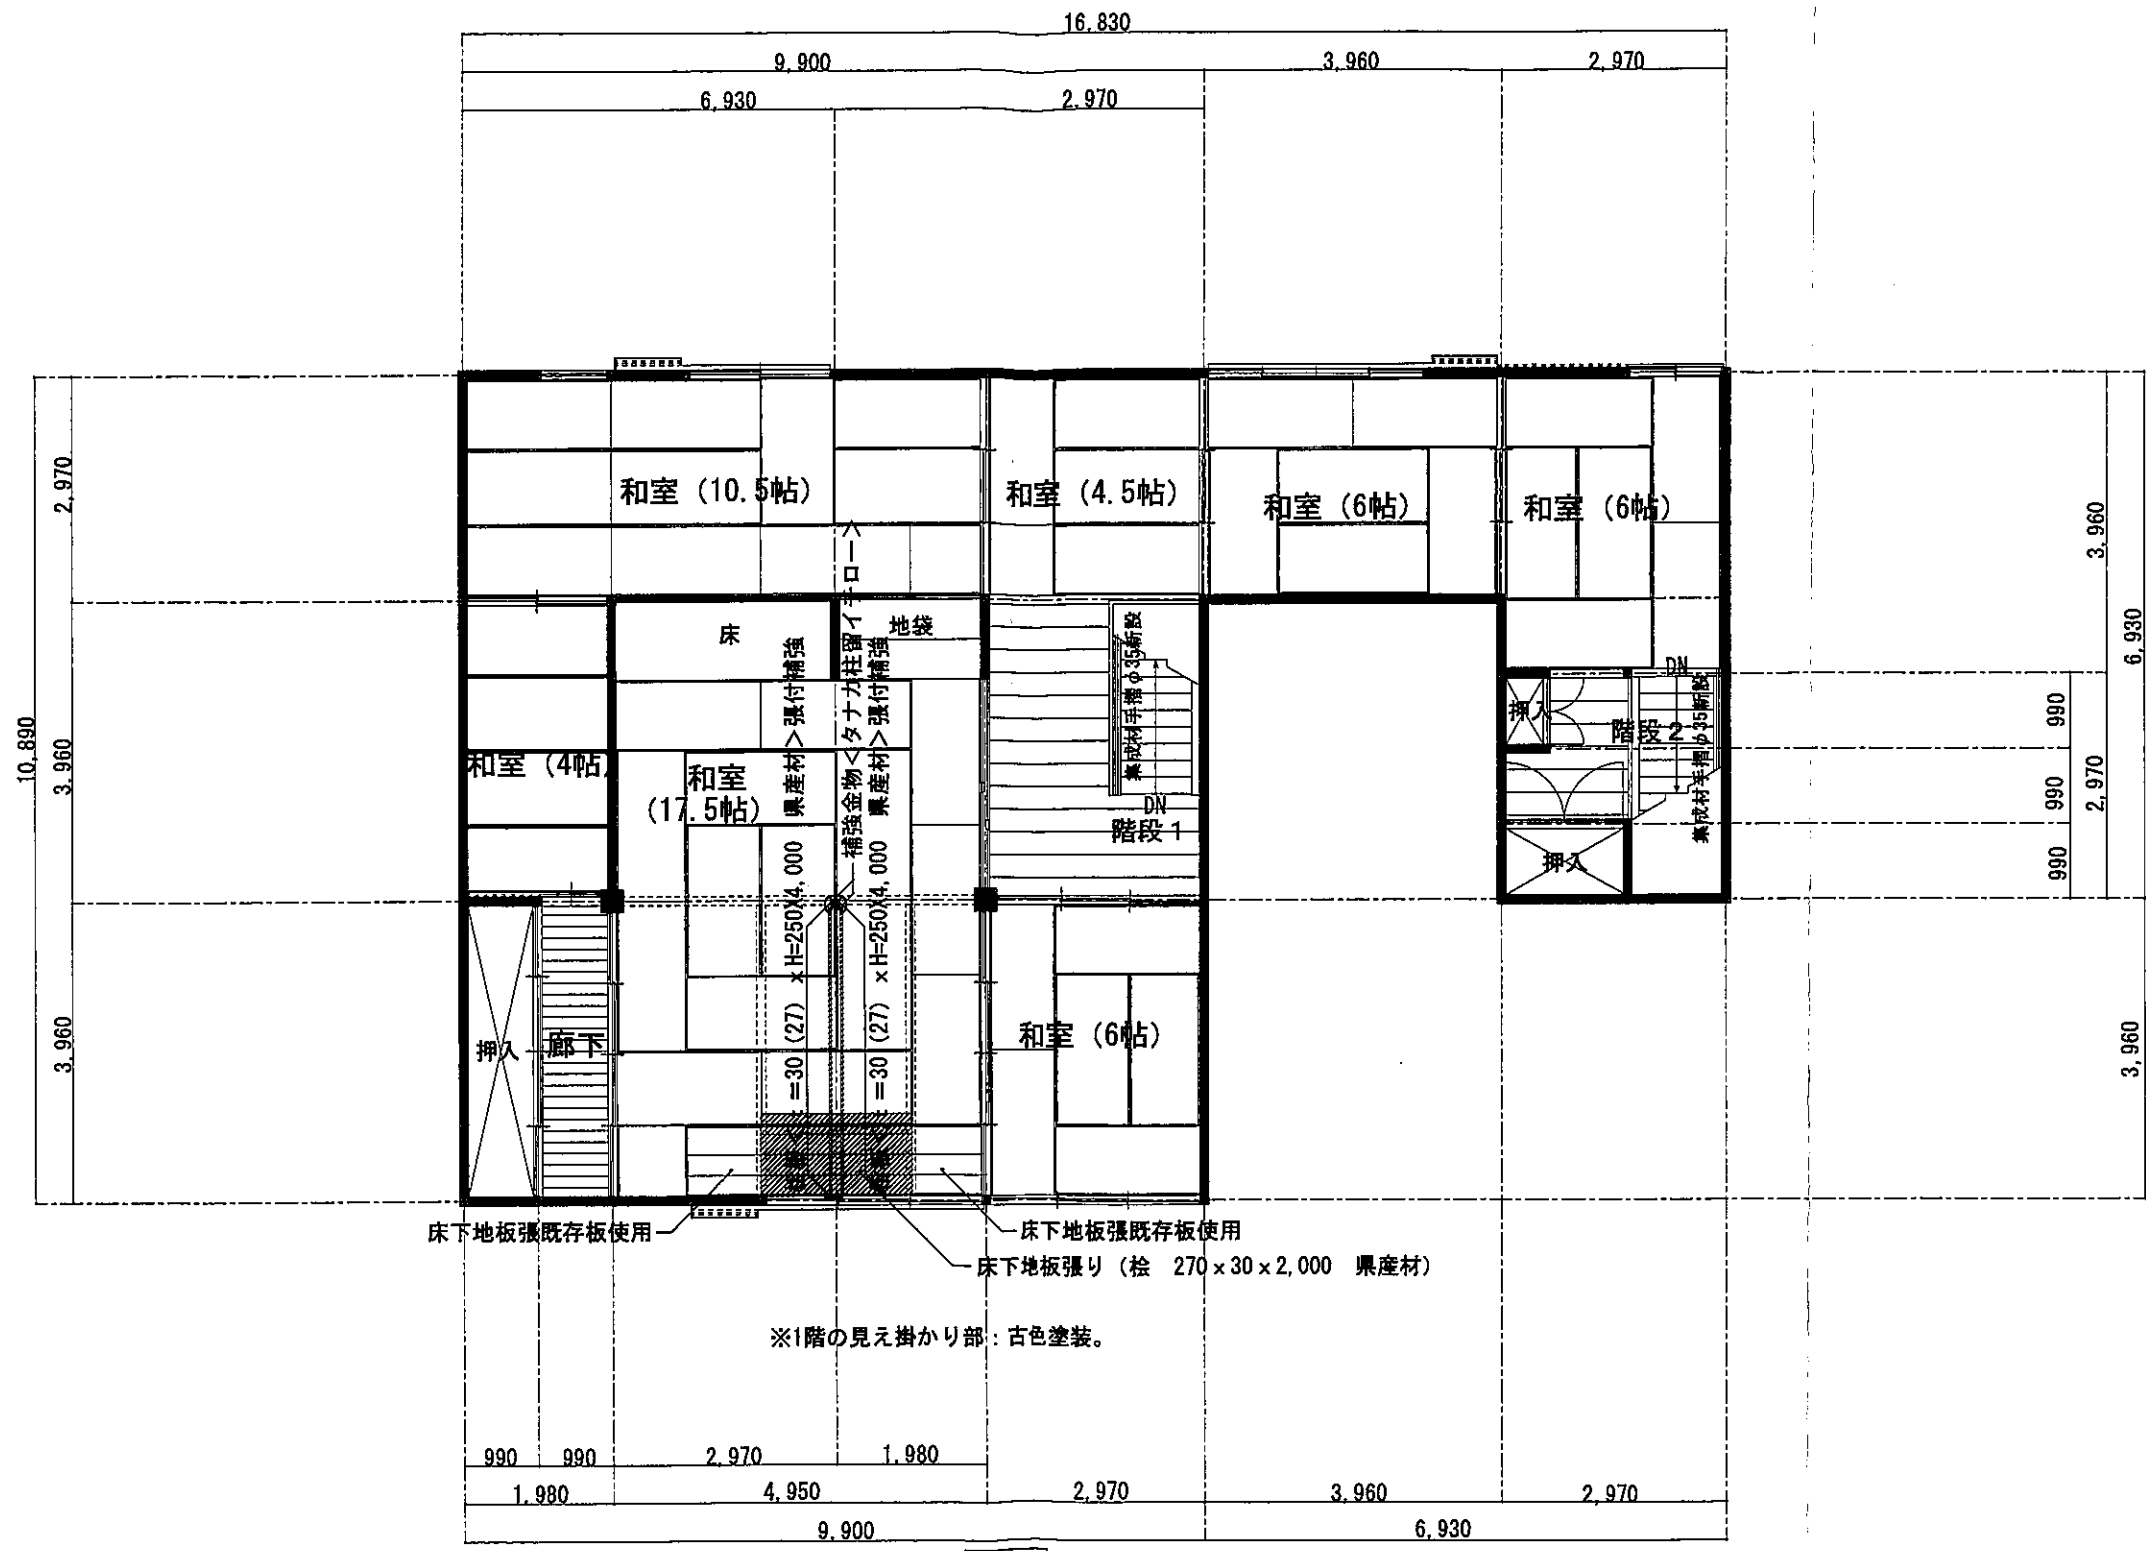 16,830
9,900
3,960
2,970
6,930
2.970
10,890
2,970
3.960
3,960
和室（10.5帖）
和室（4.5帖）
和室（6帖）
和室（6帖）
3,960
6,930
床
地袋
集成材手摺φ35新設
DN
階段1
押入
階段2
DN
集成材手摺φ35新設
押入
990
990
990
2,970
3,960
和室（4帖）
和室
(17.5帖)
=30（27）×H=250X4,000　県産材＞張付補強
補強金物＜タナカ柱留イ
ロー＞
=30（27）×H=250X4,000　県産材＞張付補強
押入
廊下
和室（6帖）
床下地板張既存板使用
床下地板張既存板使用
床下地板張り（桧　270×30×2,000　県産材）
※1階の見え掛かり部：古色塗装。
990
990
2,970
1.980
1.980
4,950
2,970
3,960
2,970
9,900
6,930